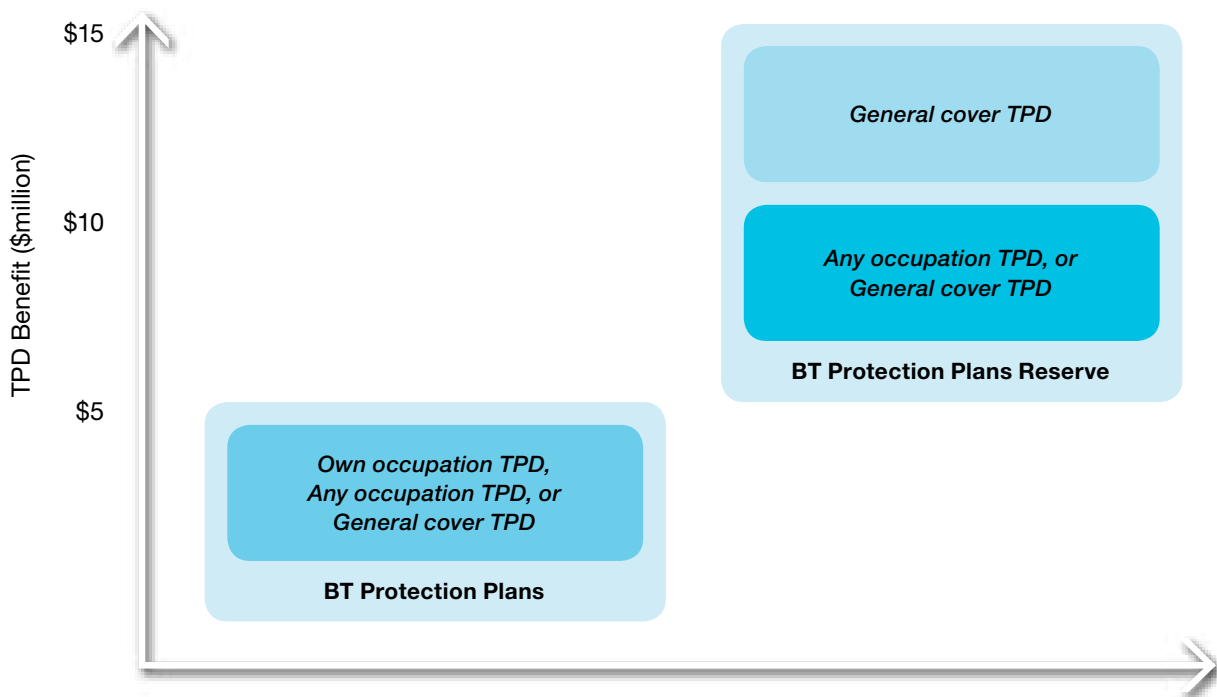 $15
TPD Benefit ($million)
$10
$5
General cover TPD
Any occupation TPD, or
General cover TPD
BT Protection Plans Reserve
Own occupation TPD,
Any occupation TPD, or
General cover TPD
BT Protection Plans